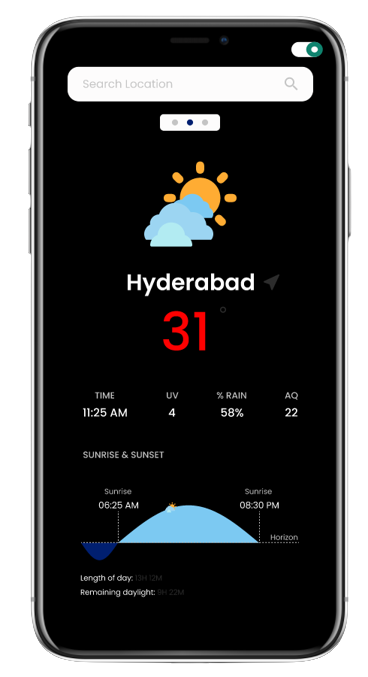 Search Location
Hyderabad
31°
TIME UV % RAIN AQ
11:25 AM 4 58% 22
SUNRISE & SUNSET
Sunrise Sunrise
06:25 AM 08:30 PM
Horizon
Length of day: 13H 12M
Remaining daylight: 9H 22M